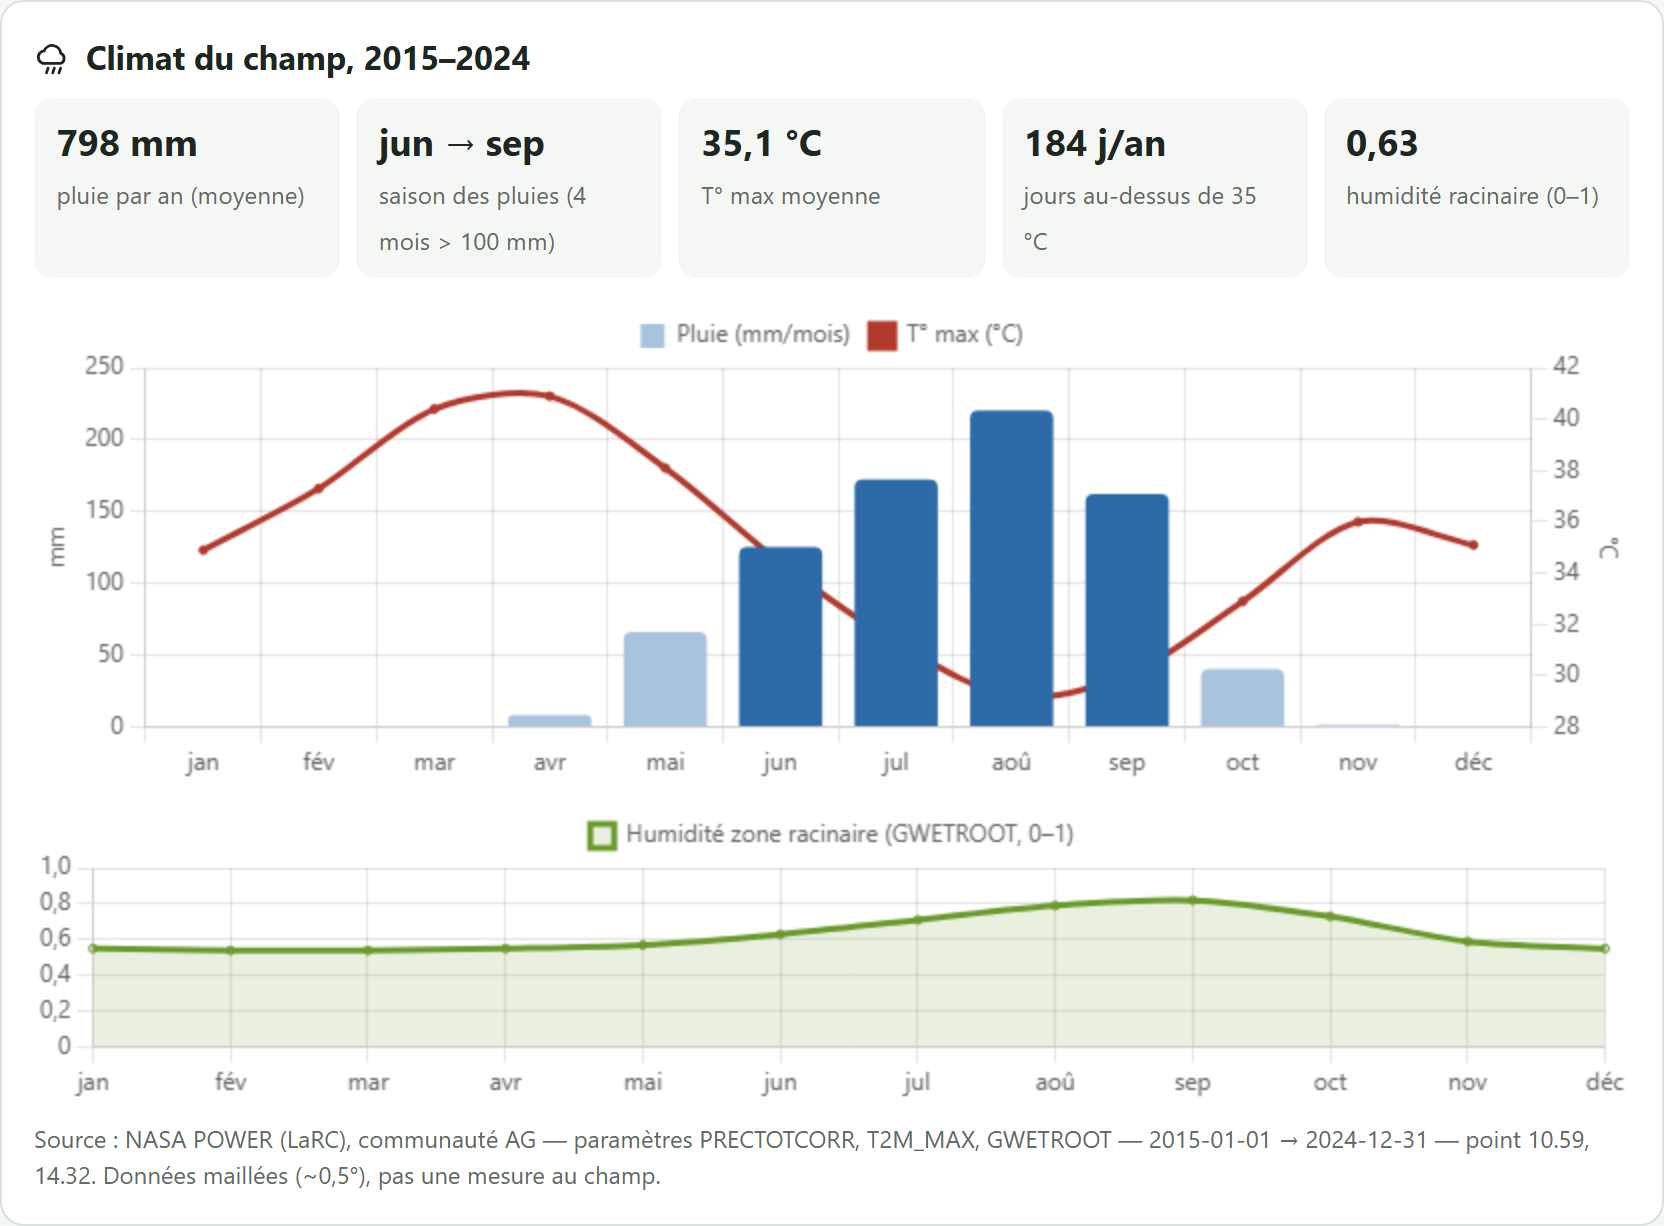 Climat du champ, 2015–2024
798 mm
pluie par an (moyenne)
jun → sep
saison des pluies (4
mois > 100 mm)
35,1 °C
T° max moyenne
184 j/an
jours au-dessus de 35
°C
0,63
humidité racinaire (0–1)
Pluie (mm/mois) T° max (°C)
250
200
150
100
50
0
mm
42
40
38
36
34
32
30
28
°C
jan fév mar avr mai jun jul aoû sep oct nov déc
Humidité zone racinaire (GWETROOT, 0–1)
1,0
0,8
0,6
0,4
0,2
0
jan fév mar avr mai jun jul aoû sep oct nov déc
Source : NASA POWER (LaRC), communauté AG — paramètres PRECTOTCORR, T2M_MAX, GWETROOT — 2015-01-01 → 2024-12-31 — point 10.59,
14.32. Données maillées (~0,5°), pas une mesure au champ.